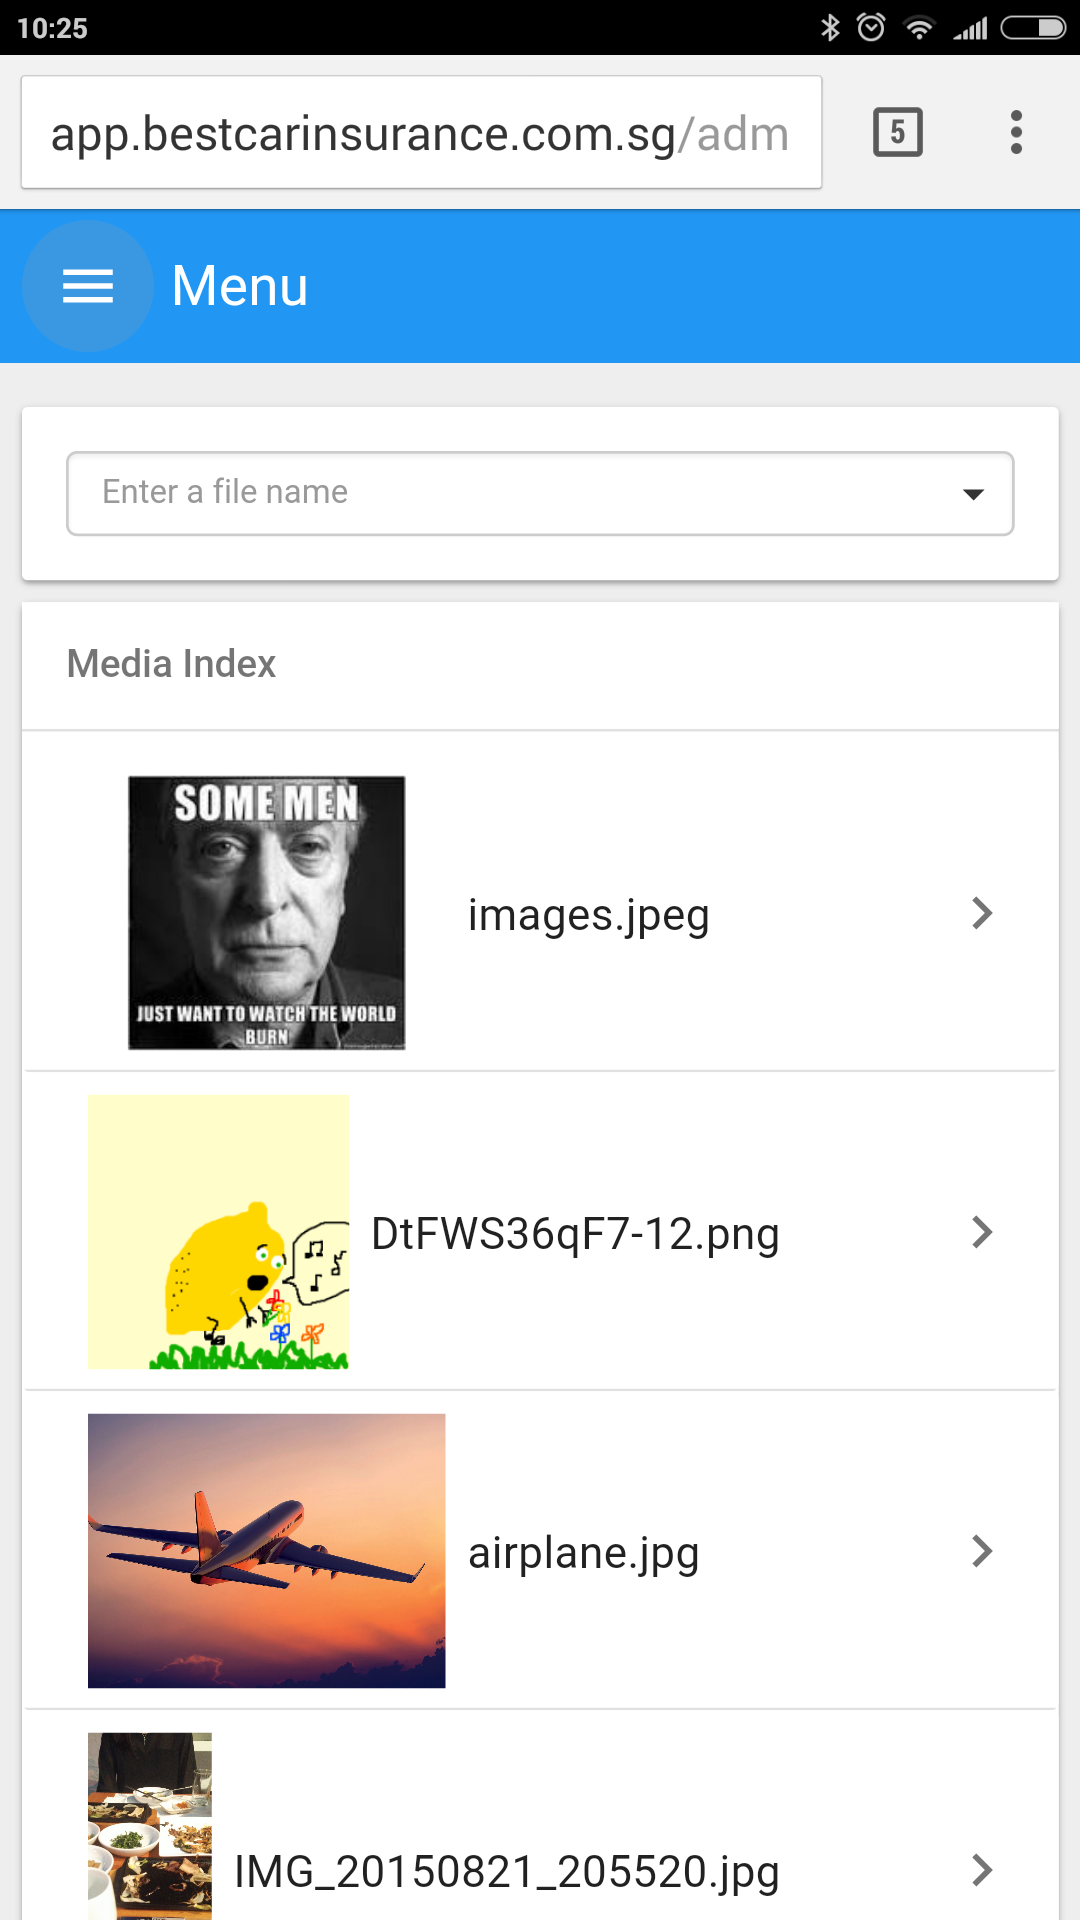 10:25
app.bestcarinsurance.com.sg/adm
5
Menu
Enter a file name
Media Index
SOME MEN
JUST WANT TO WATCH THE WORLD
BURN
images.jpeg
DtFWS36qF7-12.png
airplane.jpg
IMG_20150821_205520.jpg